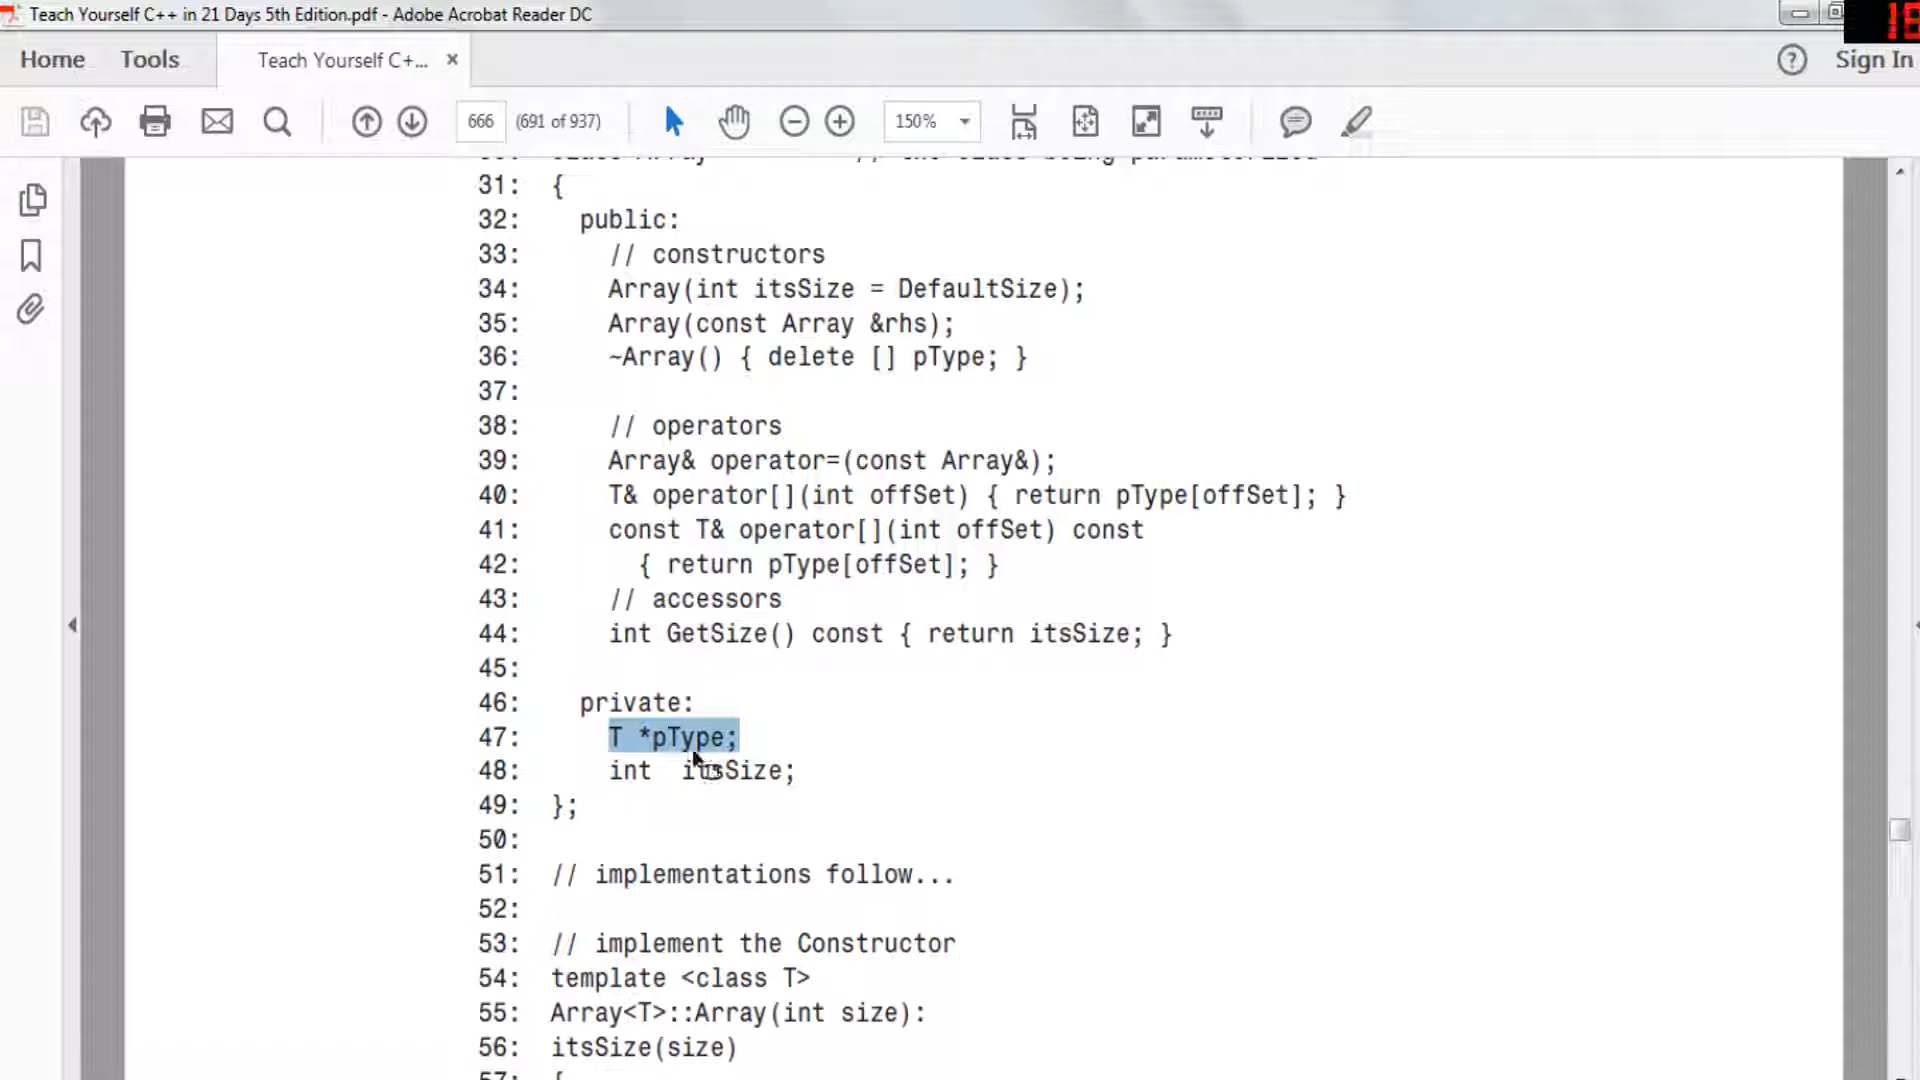 Teach Yourself C++ in 21 Days 5th Edition.pdf - Adobe Acrobat Reader DC
Home Tools Teach Yourself C+... Sign In
666 (691 of 937) 150%
31: {
32: public:
33: // constructors
34: Array(int itsSize = DefaultSize);
35: Array(const Array &rhs);
36: ~Array() { delete [] pType; }
37:
38: // operators
39: Array& operator=(const Array&);
40: T& operator[](int offSet) { return pType[offSet]; }
41: const T& operator[](int offSet) const
42: { return pType[offSet]; }
43: // accessors
44: int GetSize() const { return itsSize; }
45:
46: private:
47: T *pType;
48: int itsSize;
49: };
50:
51: // implementations follow...
52:
53: // implement the Constructor
54: template <class T>
55: Array<T>::Array(int size):
56: itsSize(size)